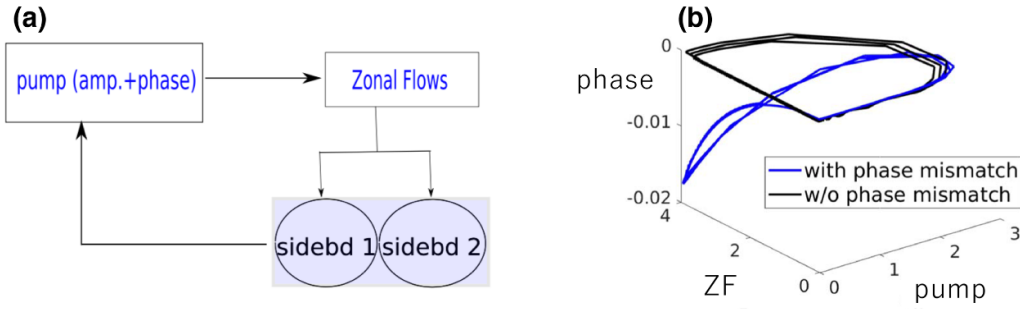 (a)
pump (amp.+phase)
Zonal Flows
sidebd 1
sidebd 2
(b)
phase
0
-0.01
-0.02
4
2
0
ZF
0
1
2
3
pump
with phase mismatch
w/o phase mismatch